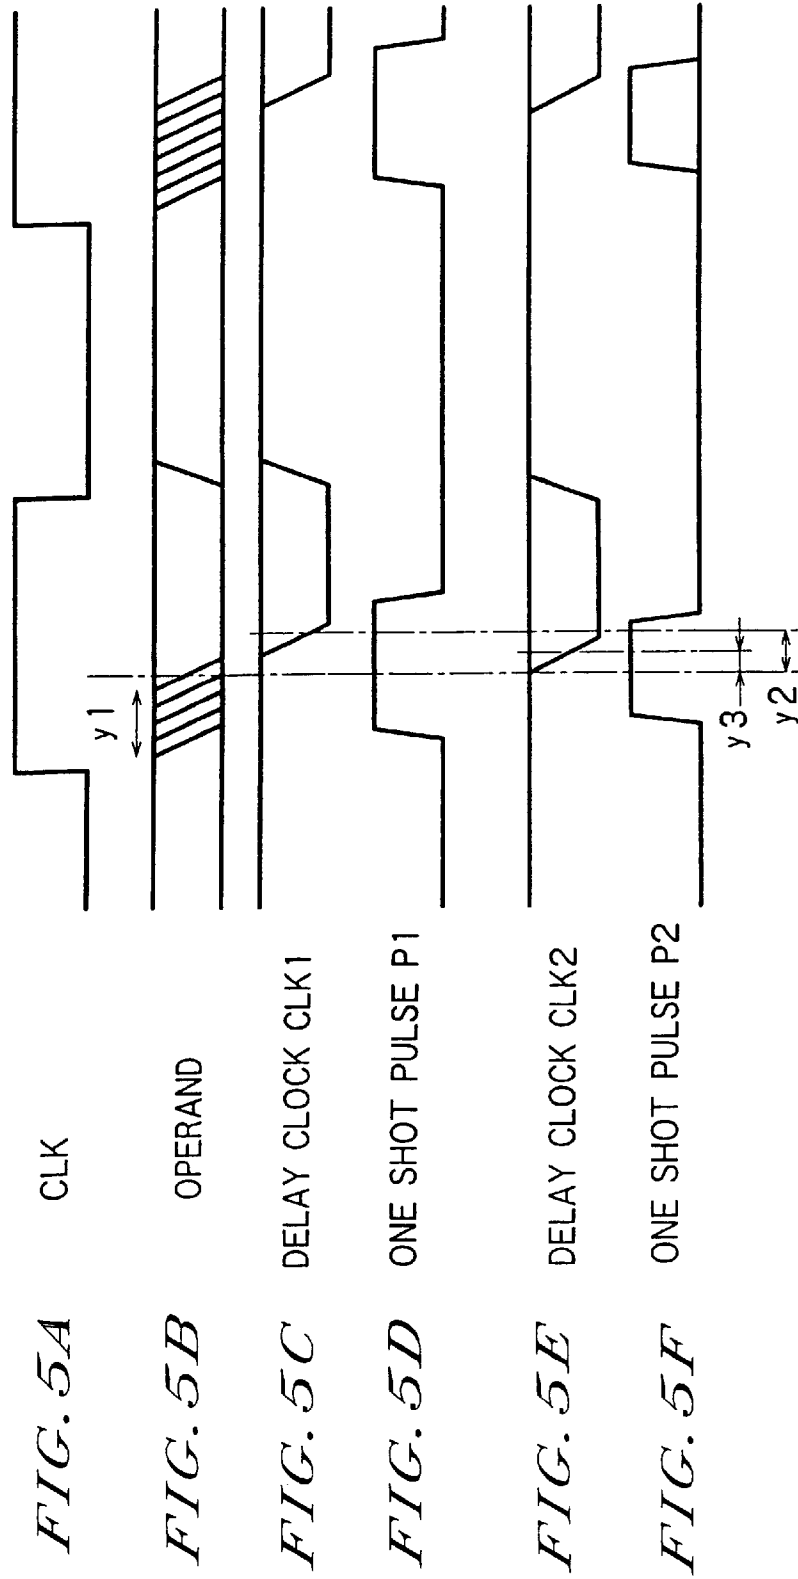 FIG. 5A CLK
FIG. 5B OPERAND
y1
FIG. 5C DELAY CLOCK CLK1
FIG. 5D ONE SHOT PULSE P1
FIG. 5E DELAY CLOCK CLK2
FIG. 5F ONE SHOT PULSE P2
y3
y2